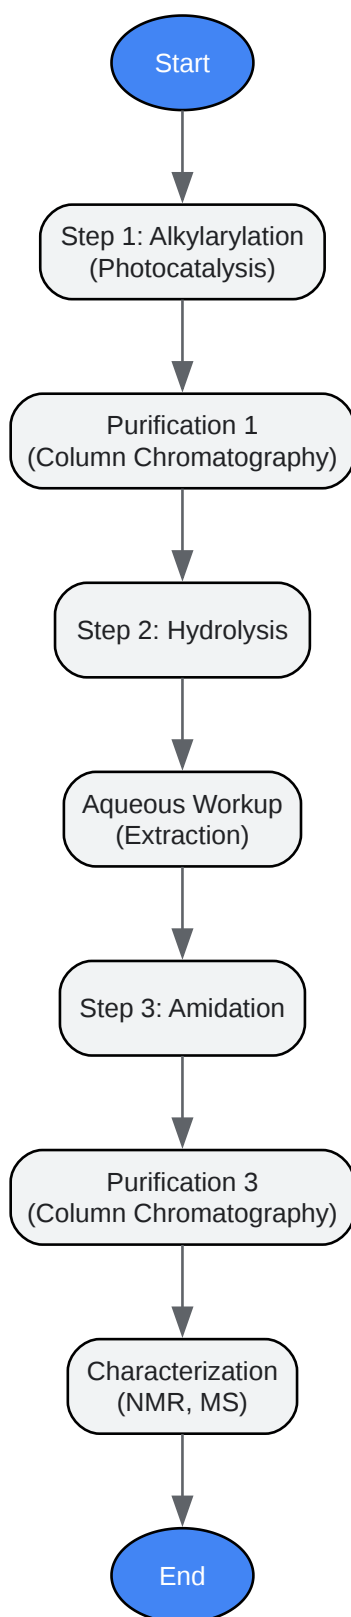 Start
Step 1: Alkylarylation
(Photocatalysis)
Purification 1
(Column Chromatography)
Step 2: Hydrolysis
Aqueous Workup
(Extraction)
Step 3: Amidation
Purification 3
(Column Chromatography)
Characterization
(NMR, MS)
End